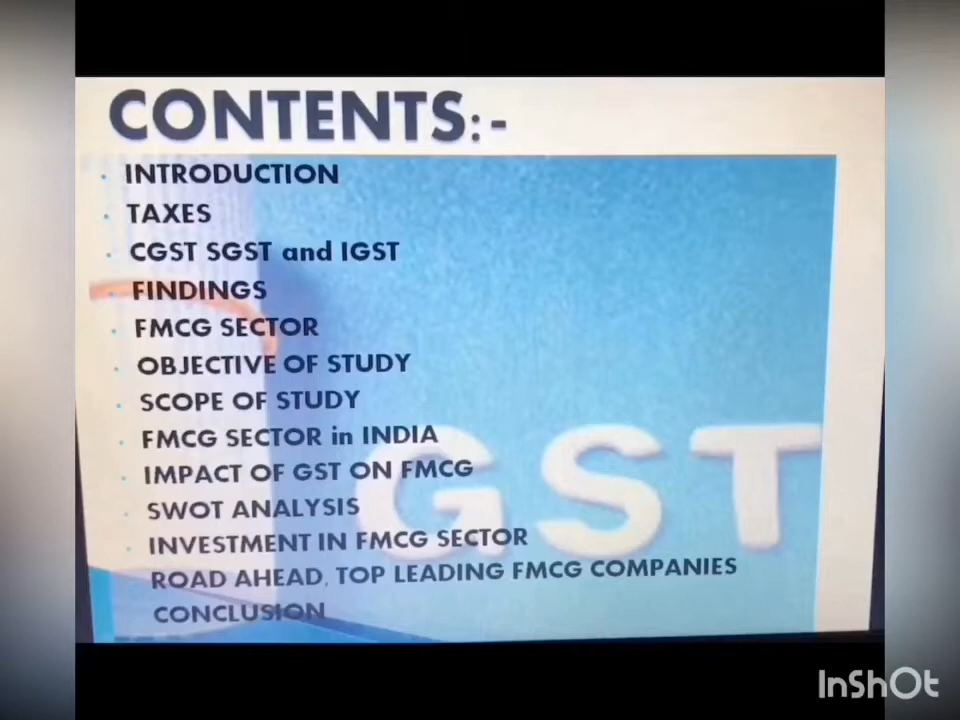 CONTENTS:-
INTRODUCTION
TAXES
CGST SGST and IGST
FINDINGS
FMCG SECTOR
OBJECTIVE OF STUDY
SCOPE OF STUDY
FMCG SECTOR in INDIA
IMPACT OF GST ON FMCG
SWOT ANALYSIS
INVESTMENT IN FMCG SECTOR
ROAD AHEAD, TOP LEADING FMCG COMPANIES
CONCLUSION
GST
InShOt